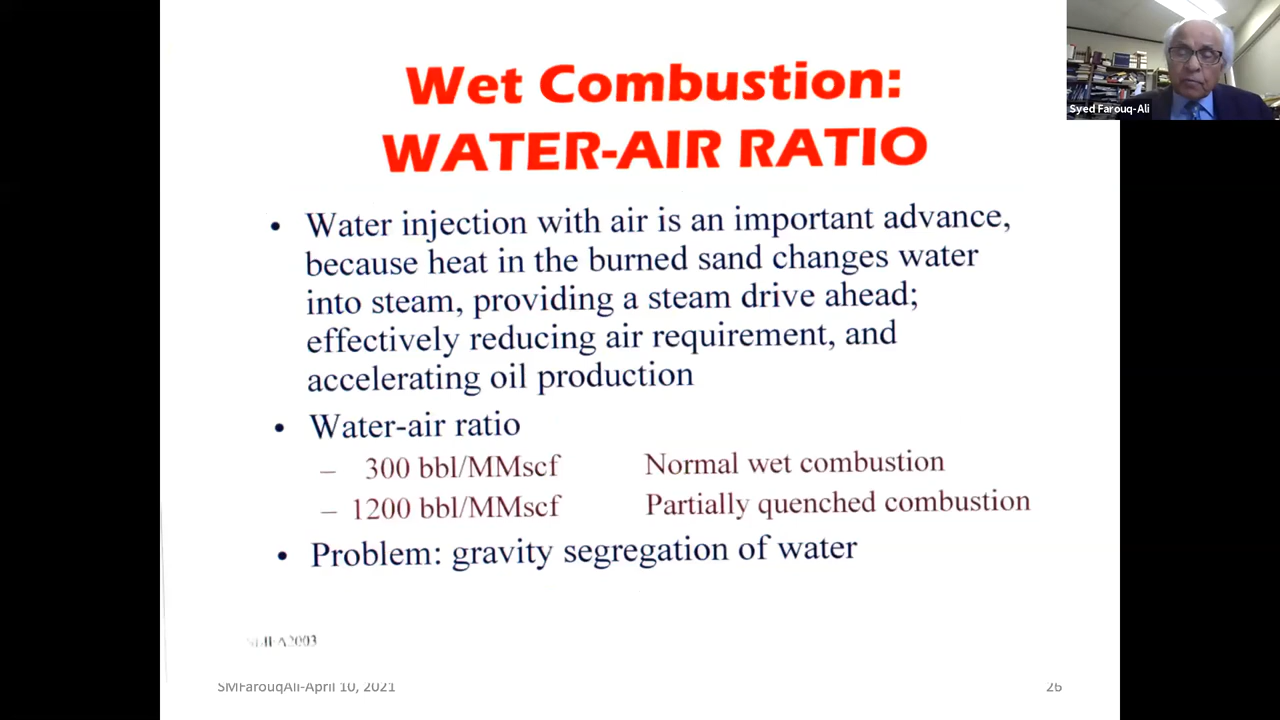 Wet Combustion:
WATER-AIR RATIO
Syed Farouq-Ali
• Water injection with air is an important advance,
because heat in the burned sand changes water
into steam, providing a steam drive ahead;
effectively reducing air requirement, and
accelerating oil production
• Water-air ratio
– 300 bbl/MMscf Normal wet combustion
– 1200 bbl/MMscf Partially quenched combustion
• Problem: gravity segregation of water
SMFarouqAli-April 10, 2021
26